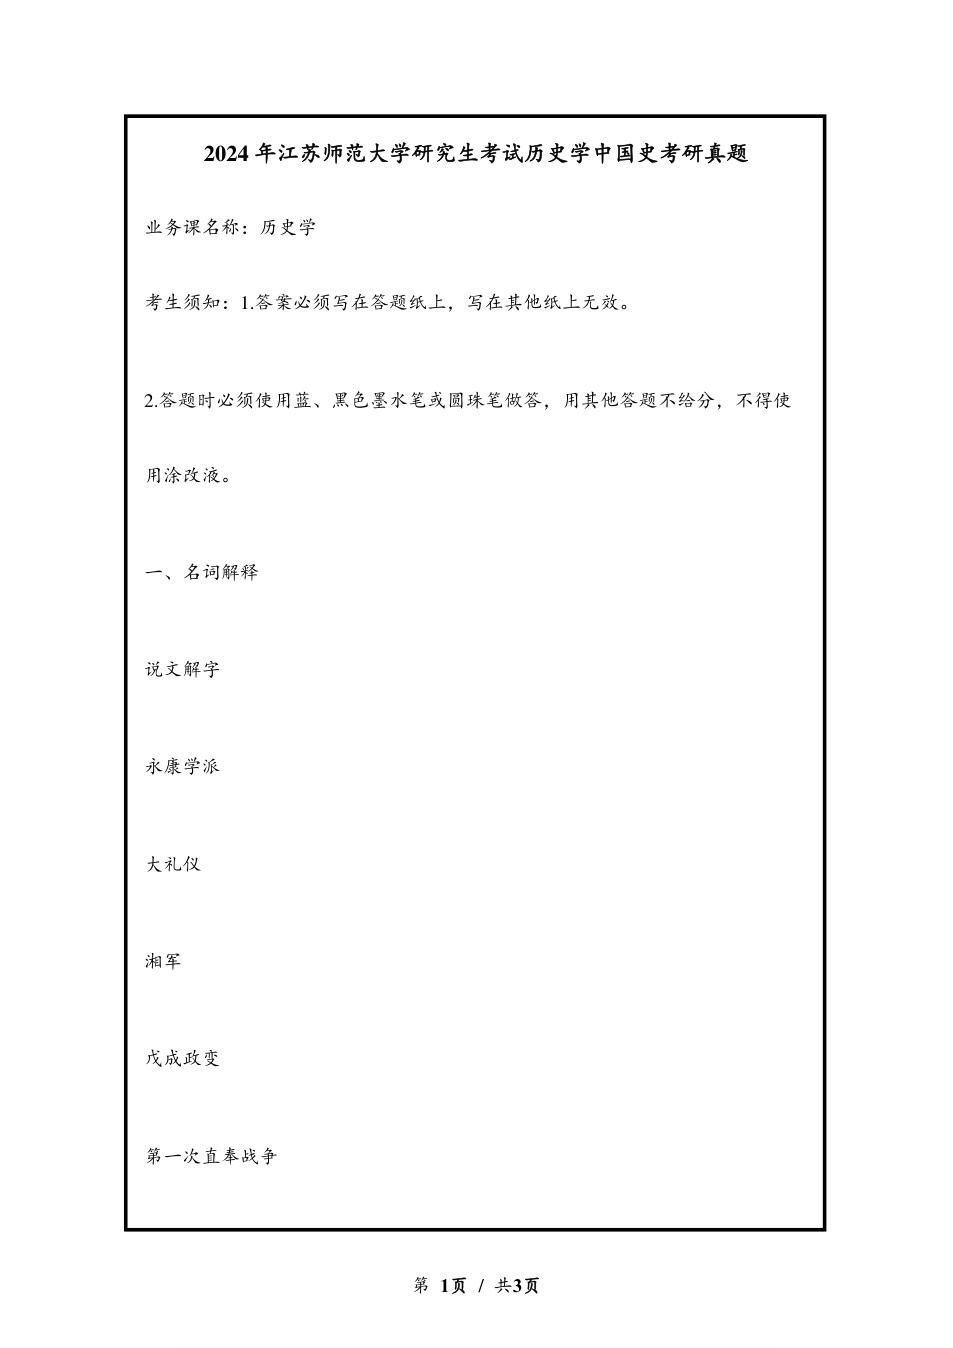 2024 年江苏师范大学研究生考试历史学中国史考研真题
业务课名称：历史学
考生须知：1.答案必须写在答题纸上，写在其他纸上无效。
2.答题时必须使用蓝、黑色墨水笔或圆珠笔做答，用其他答题不给分，不得使
用涂改液。
一、名词解释
说文解字
永康学派
大礼仪
湘军
戊成政变
第一次直奉战争
第 1页 / 共3页